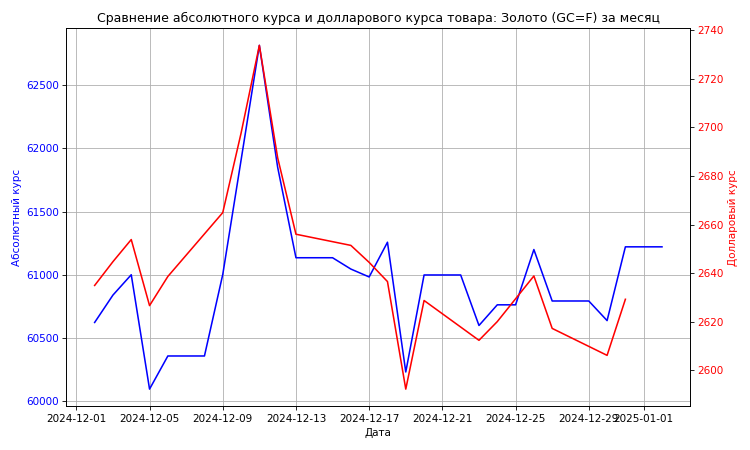 Сравнение абсолютного курса и долларового курса товара: Золото (GC=F) за месяц
Абсолютный курс
62500
62000
61500
61000
60500
60000
2740
2720
2700
2680
2660
2640
2620
2600
Долларовый курс
2024-12-01 2024-12-05 2024-12-09 2024-12-13 2024-12-17 2024-12-21 2024-12-25 2024-12-29 2025-01-01
Дата